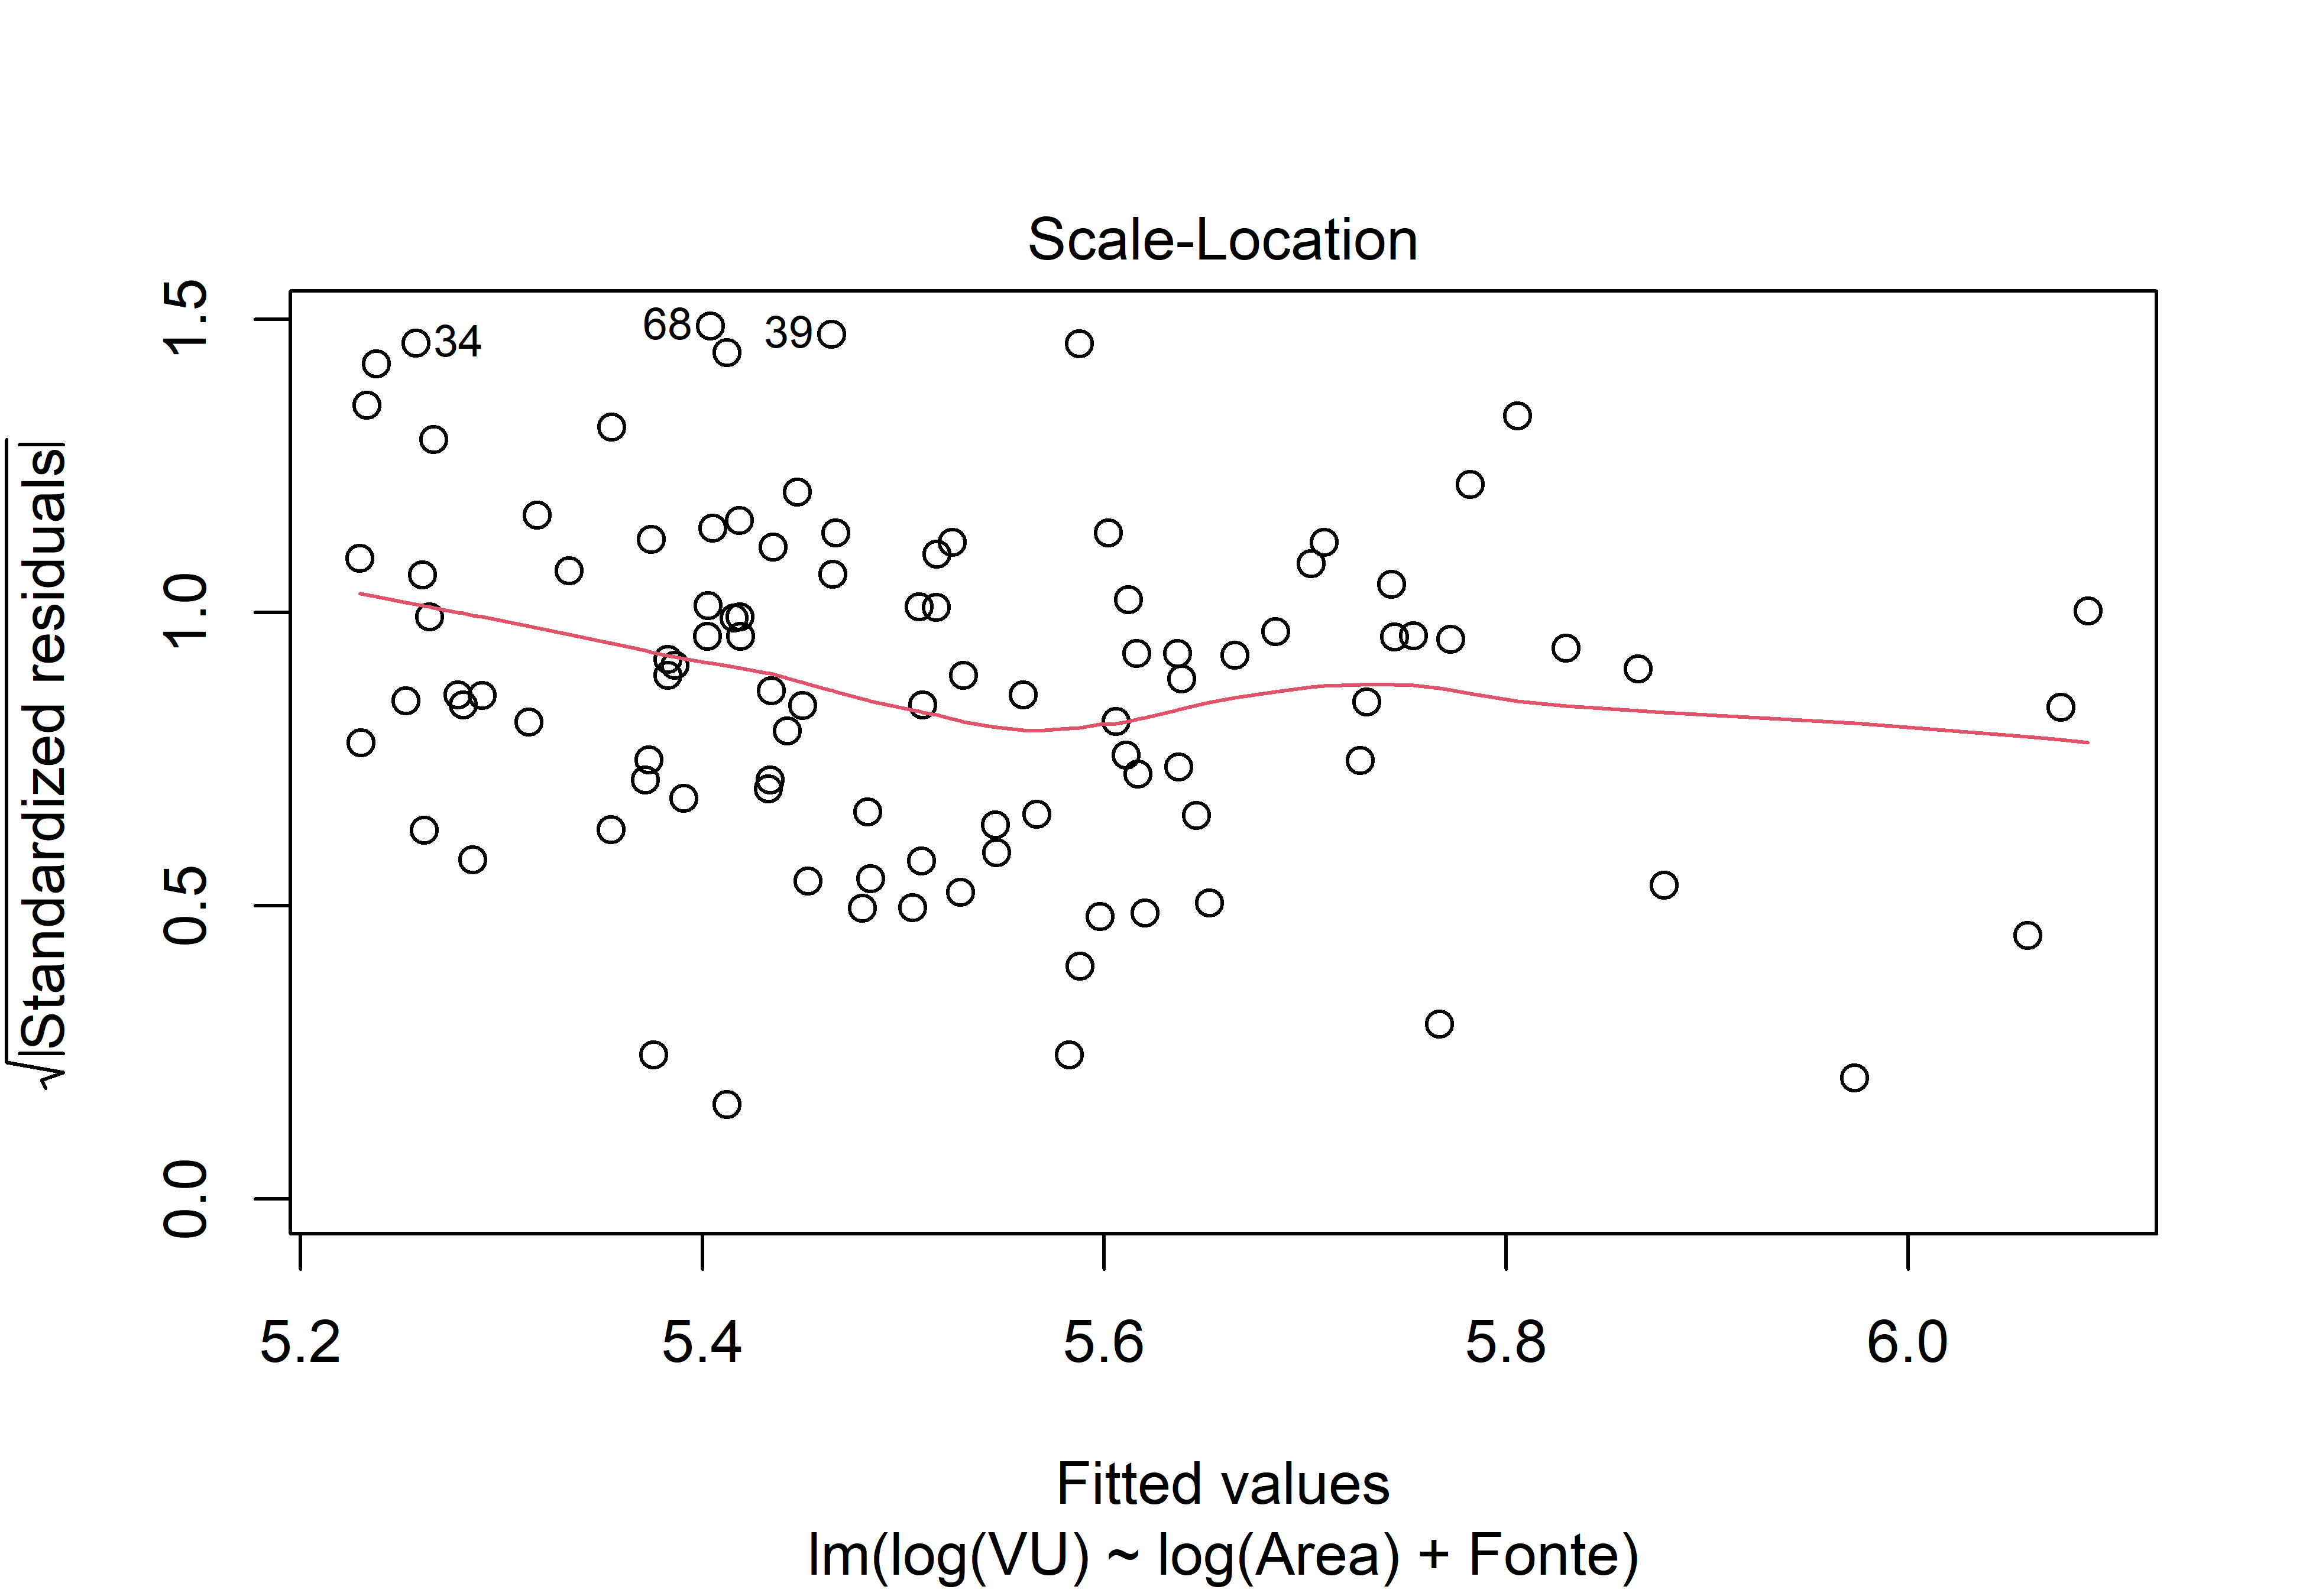 Scale-Location
√|Standardized residuals|
1.5
1.0
0.5
0.0
34
68
39
5.2 5.4 5.6 5.8 6.0
Fitted values
lm(log(VU) ~ log(Area) + Fonte)